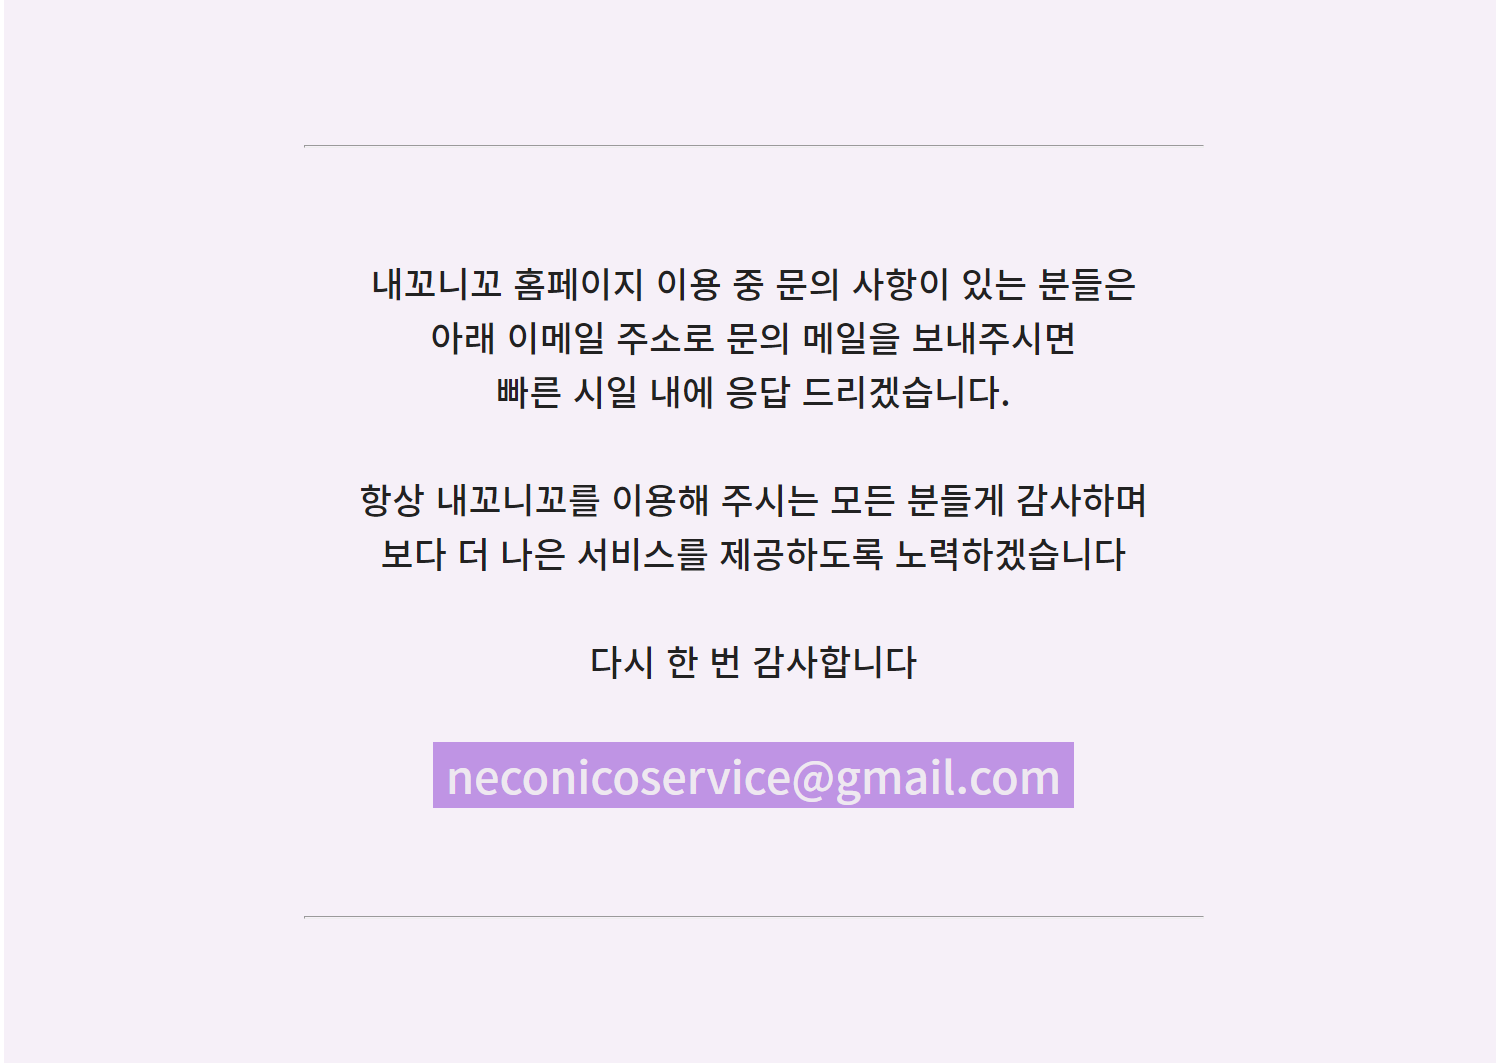 내꼬니꼬 홈페이지 이용 중 문의 사항이 있는 분들은
아래 이메일 주소로 문의 메일을 보내주시면
빠른 시일 내에 응답 드리겠습니다.
항상 내꼬니꼬를 이용해 주시는 모든 분들게 감사하며
보다 더 나은 서비스를 제공하도록 노력하겠습니다
다시 한 번 감사합니다
neconicoservice@gmail.com